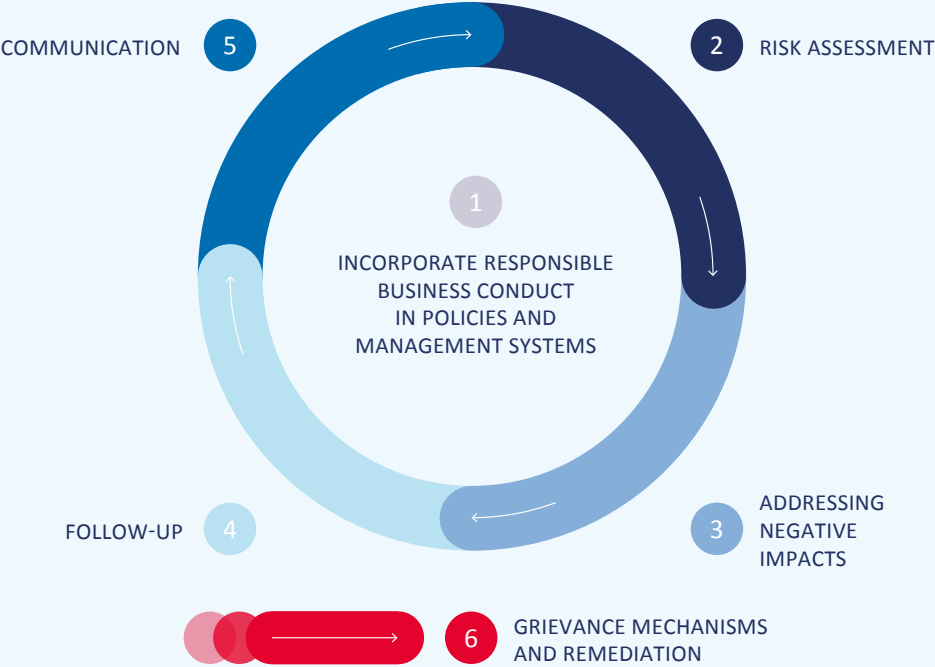 5
COMMUNICATION
2
RISK ASSESSMENT
1
INCORPORATE RESPONSIBLE
BUSINESS CONDUCT
IN POLICIES AND
MANAGEMENT SYSTEMS
4
FOLLOW-UP
3
ADDRESSING
NEGATIVE
IMPACTS
6
GRIEVANCE MECHANISMS
AND REMEDIATION